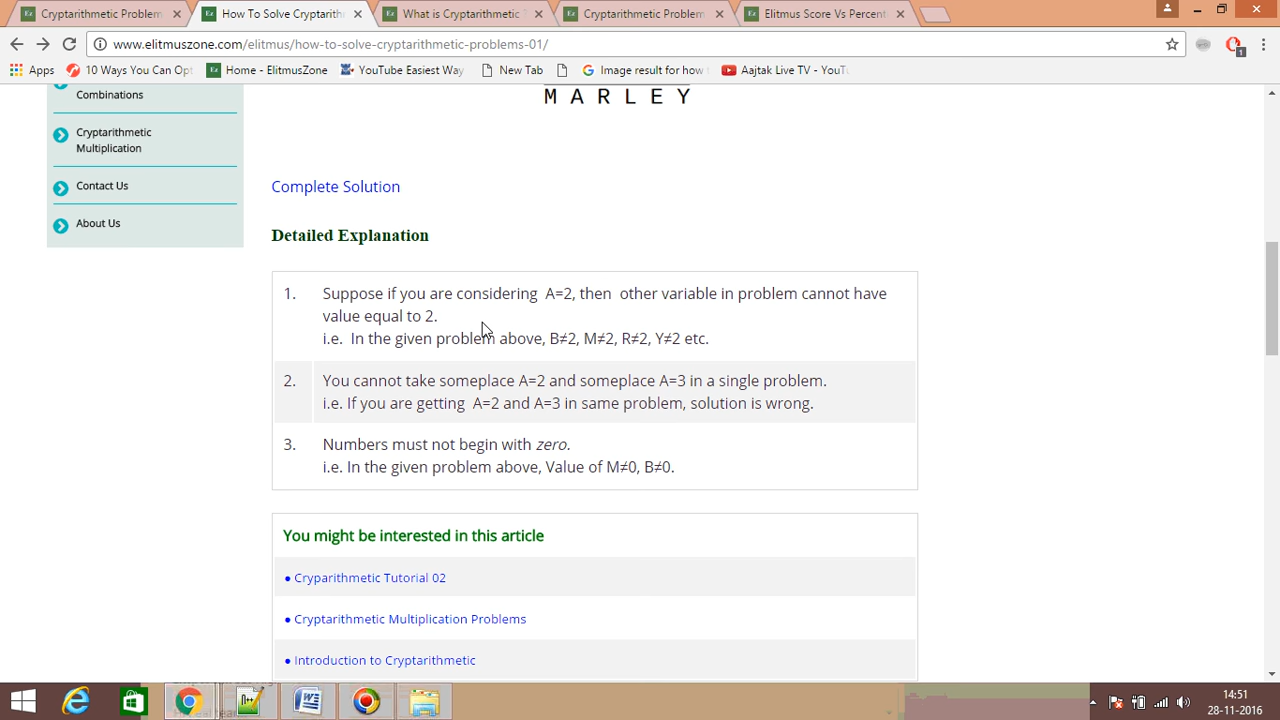 Cryptarithmetic Problem
How To Solve Cryptarith
What is Cryptarithmetic
Cryptarithmetic Problem
Elitmus Score Vs Percent
www.elitmuszone.com/elitmus/how-to-solve-cryptarithmetic-problems-01/
1
Apps
10 Ways You Can Opt
Home - ElitmusZone
YouTube Easiest Way
New Tab
Image result for how
Aajtak Live TV - YouT
M A R L E Y
Combinations
Cryptarithmetic
Multiplication
Contact Us
About Us
Complete Solution
Detailed Explanation
1. Suppose if you are considering A=2, then other variable in problem cannot have
value equal to 2.
i.e. In the given problem above, B≠2, M≠2, R≠2, Y≠2 etc.
2. You cannot take someplace A=2 and someplace A=3 in a single problem.
i.e. If you are getting A=2 and A=3 in same problem, solution is wrong.
3. Numbers must not begin with zero.
i.e. In the given problem above, Value of M≠0, B≠0.
You might be interested in this article
• Cryparithmetic Tutorial 02
• Cryptarithmetic Multiplication Problems
• Introduction to Cryptarithmetic
14:51
28-11-2016